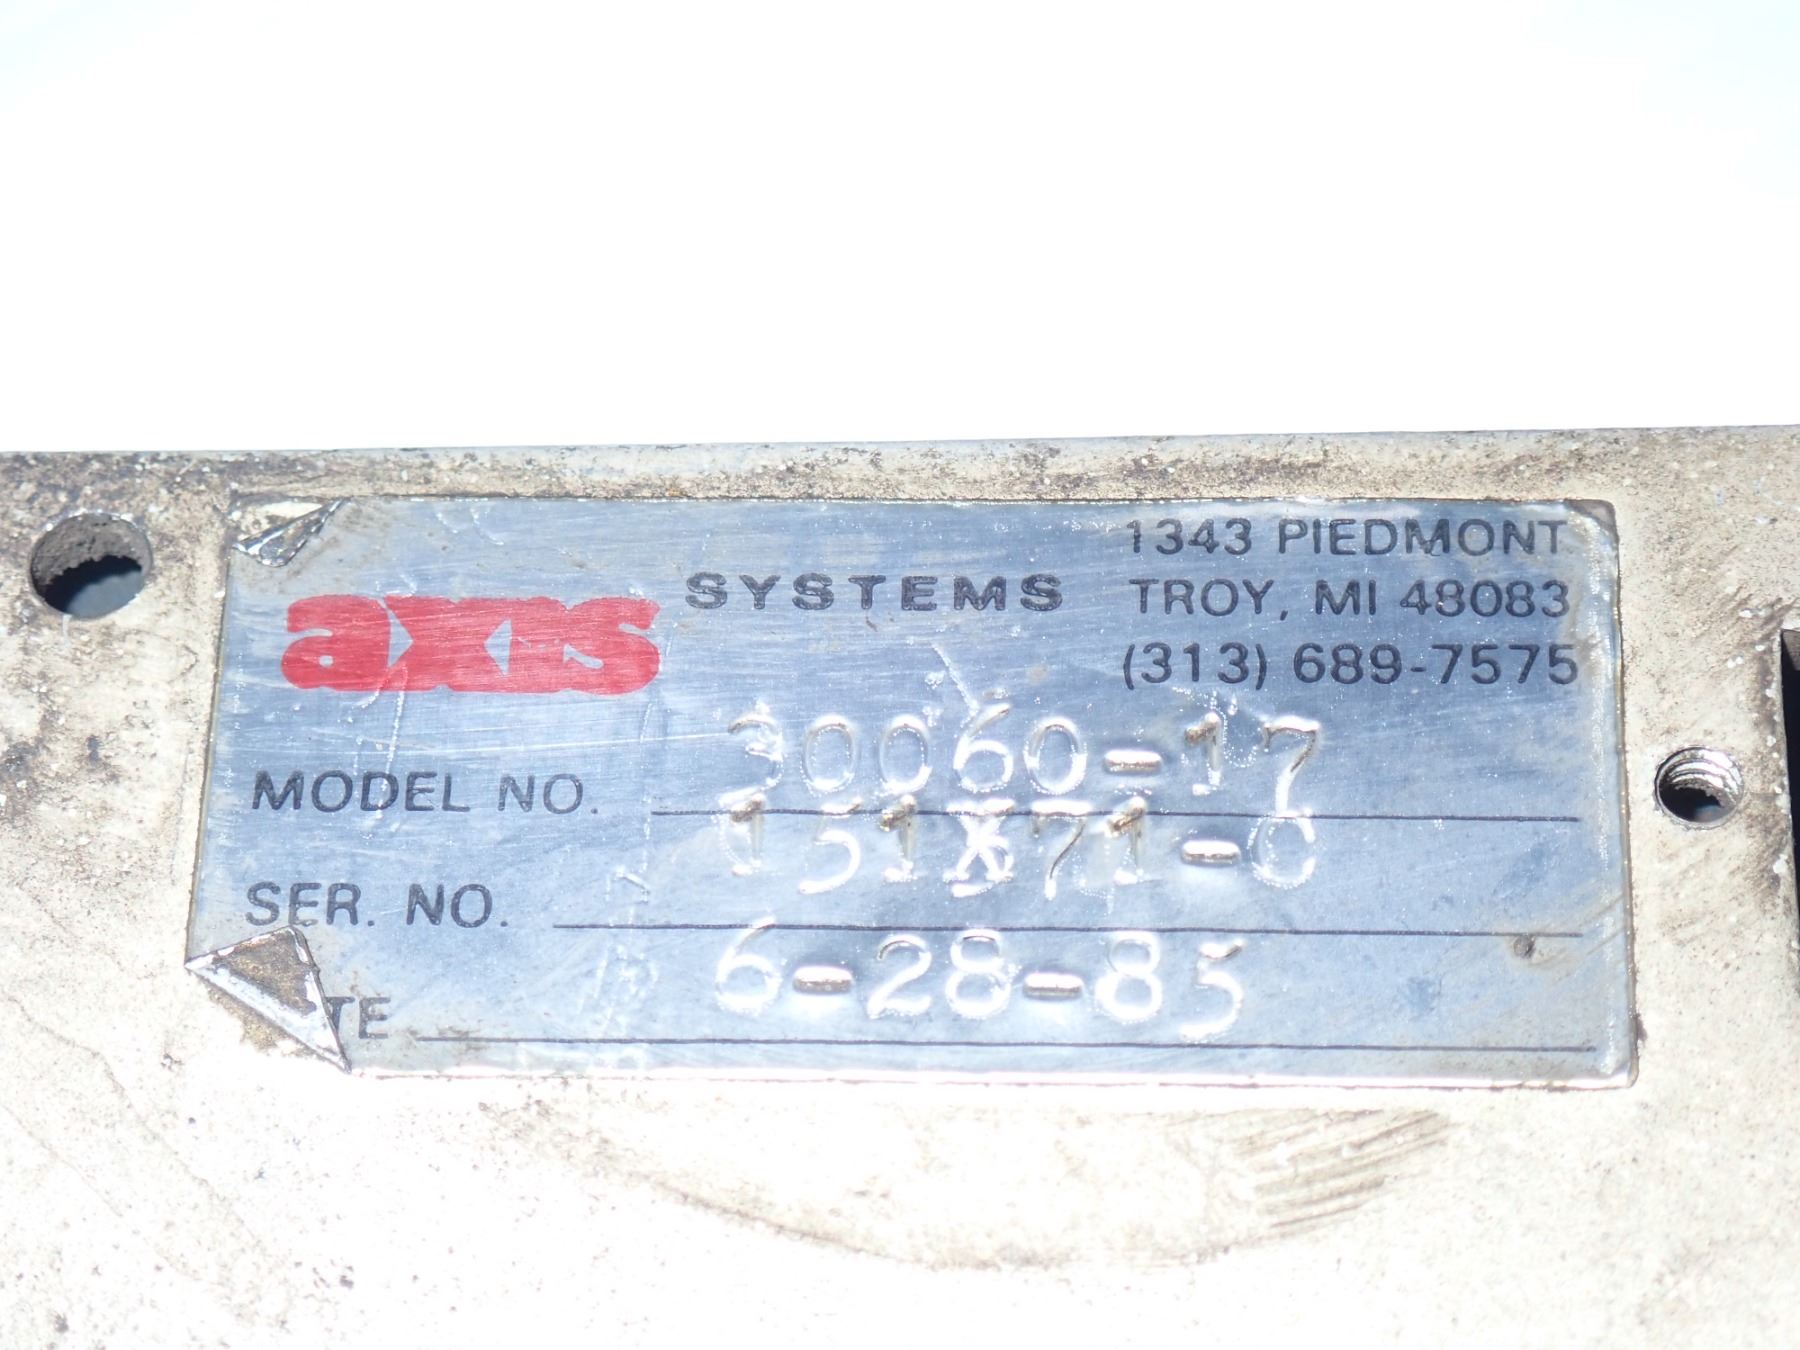 axis SYSTEMS
1343 PIEDMONT
TROY, MI 48083
(313) 689-7575
MODEL NO. 30060-17
SER. NO.
TE 6-28-85